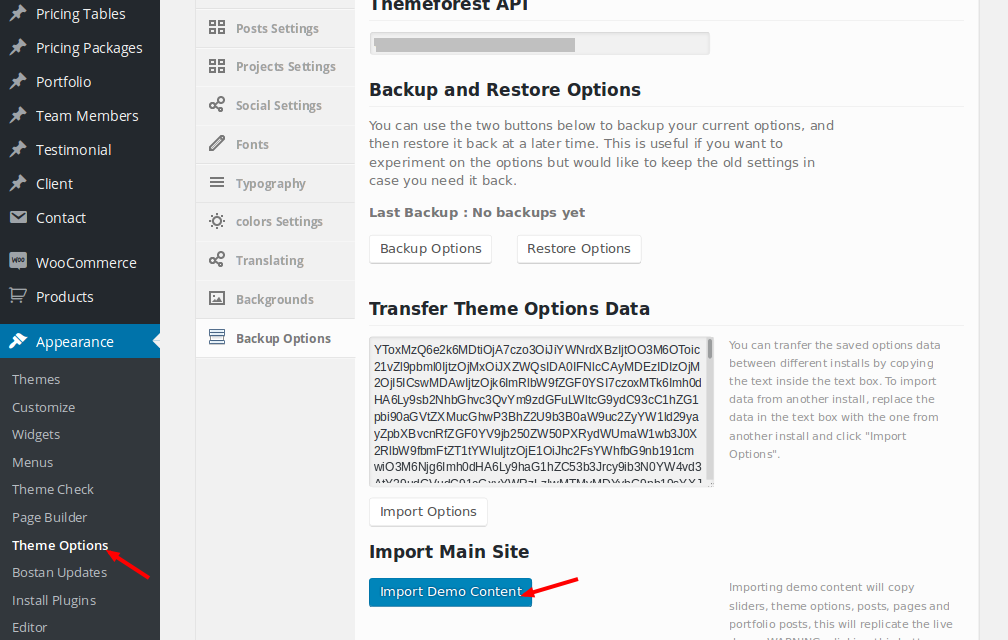 Pricing Tables
Pricing Packages
Portfolio
Team Members
Testimonial
Client
Contact
WOO
WooCommerce
Products
Appearance
Themes
Customize
Widgets
Menus
Theme Check
Page Builder
Theme Options
Bostan Updates
Install Plugins
Editor
Posts Settings
Projects Settings
Social Settings
Fonts
Typography
colors Settings
Translating
Backgrounds
Backup Options
Themeforest API
Backup and Restore Options
You can use the two buttons below to backup your current options, and
then restore it back at a later time. This is useful if you want to
experiment on the options but would like to keep the old settings in
case you need it back.
Last Backup : No backups yet
Backup Options
Restore Options
Transfer Theme Options Data
You can tranfer the saved options data
between different installs by copying
the text inside the text box. To import
data from another install, replace the
data in the text box with the one from
another install and click "Import
Options".
Import Options
Import Main Site
Import Demo Content
Importing demo content will copy
sliders, theme options, posts, pages and
portfolio posts, this will replicate the live